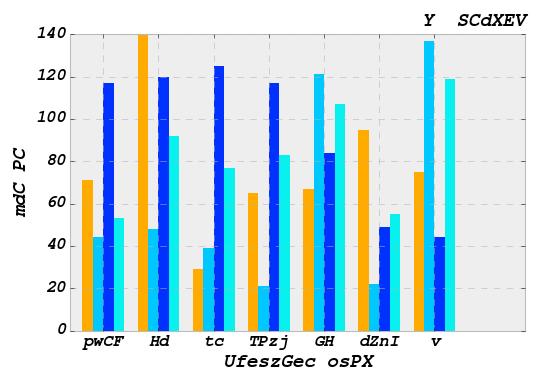 Y SCdXEV
140
120
100
80
60
40
20
0
mdC PC
pwCF Hd tc TPzj GH dZnI v
UfeszGec osPX